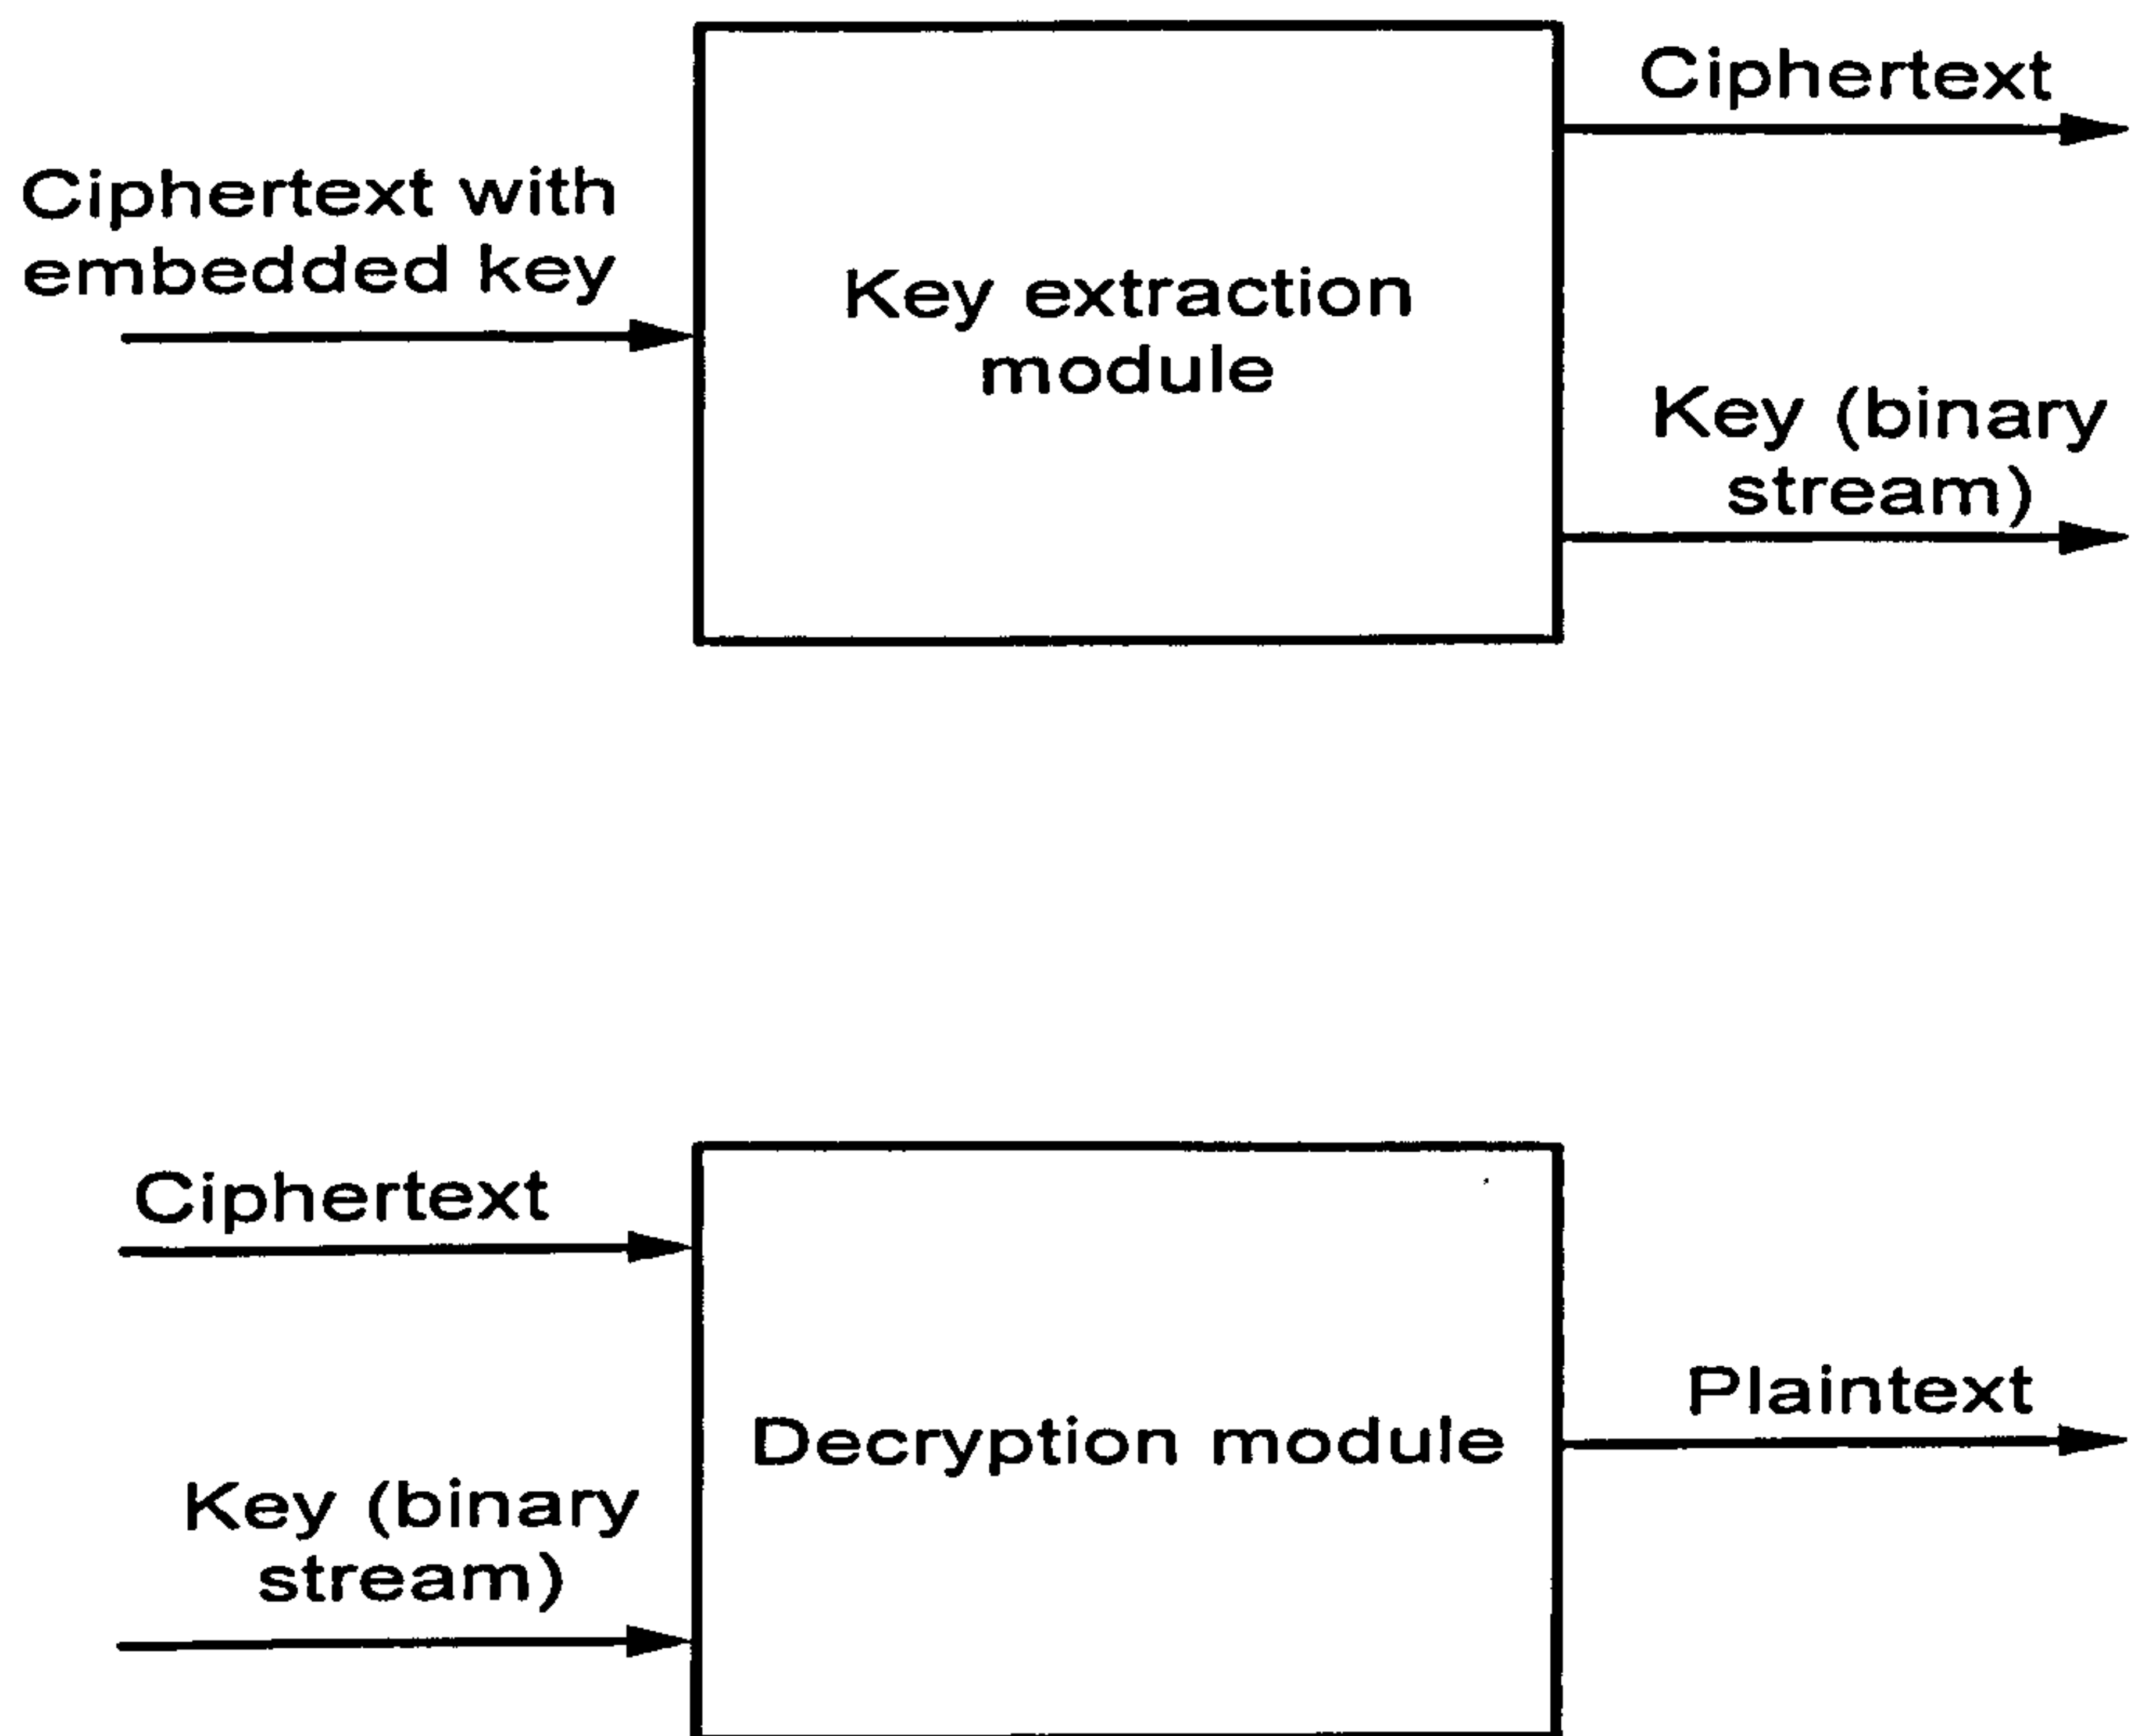 Ciphertext
Ciphertext with
embedded key
Key extraction
module
Key (binary
stream)
Ciphertext
Key (binary
stream)
Decryption module
Plaintext